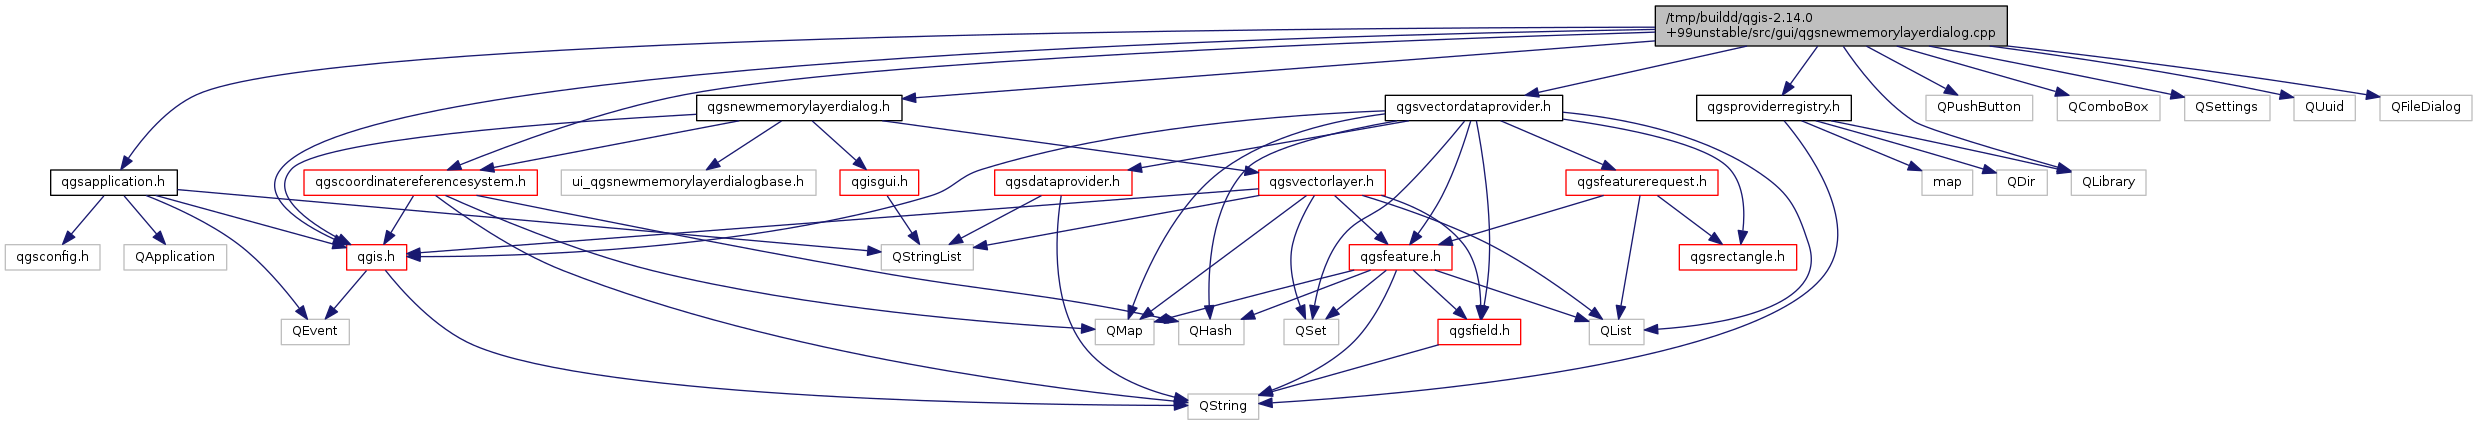 /tmp/buildd/qgis-2.14.0
+99unstable/src/gui/qgsnewmemorylayerdialog.cpp
qgsnewmemorylayerdialog.h
qgsvectordataprovider.h
qgsproviderregistry.h
QPushButton
QComboBox
QSettings
QUuid
QFileDialog
qgsapplication.h
qgscoordinatereferencesystem.h
ui_qgsnewmemorylayerdialogbase.h
qgisgui.h
qgsdataprovider.h
qgsvectorlayer.h
qgsfeaturerequest.h
map
QDir
QLibrary
qgsconfig.h
QApplication
qgis.h
QStringList
qgsfeature.h
qgsrectangle.h
QEvent
QMap
QHash
QSet
qgsfield.h
QList
QString